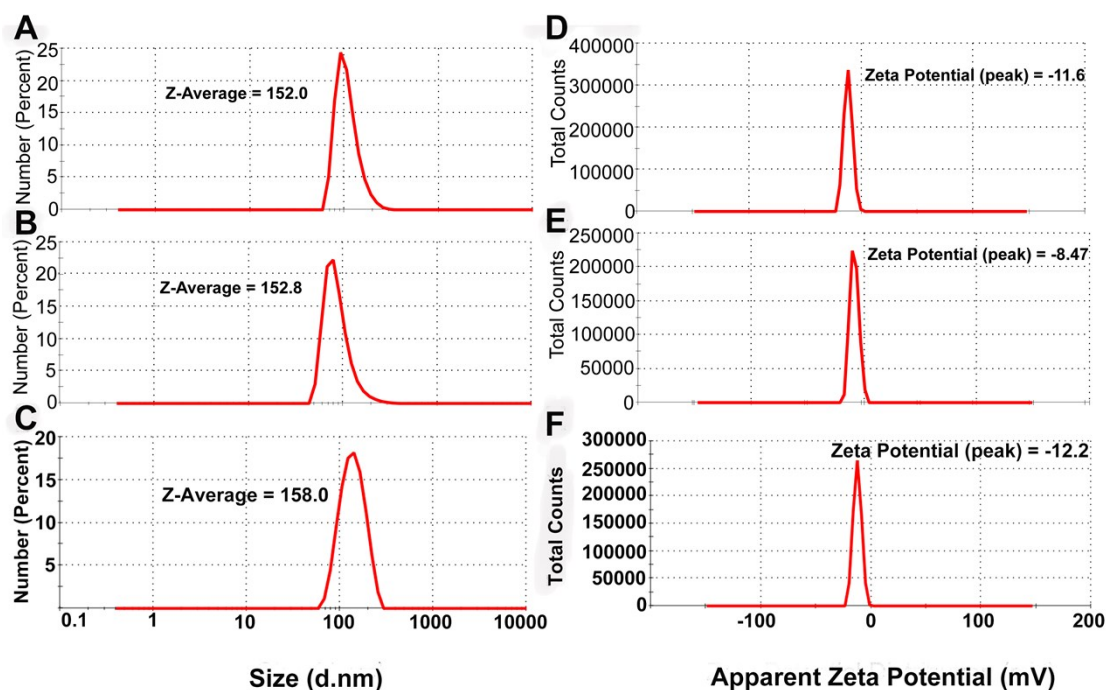 A
Number (Percent)
25
20
15
10
5
0
Z-Average = 152.0
B
Number (Percent)
25
20
15
10
5
0
Z-Average = 152.8
C
Number (Percent)
20
15
10
5
Z-Average = 158.0
0.1 1 10 100 1000 10000
Size (d.nm)
D
Total Counts
400000
300000
200000
100000
0
Zeta Potential (peak) = -11.6
E
Total Counts
250000
200000
150000
100000
50000
0
Zeta Potential (peak) = -8.47
F
Total Counts
300000
250000
200000
150000
100000
50000
0
Zeta Potential (peak) = -12.2
-100 0 100 200
Apparent Zeta Potential (mV)